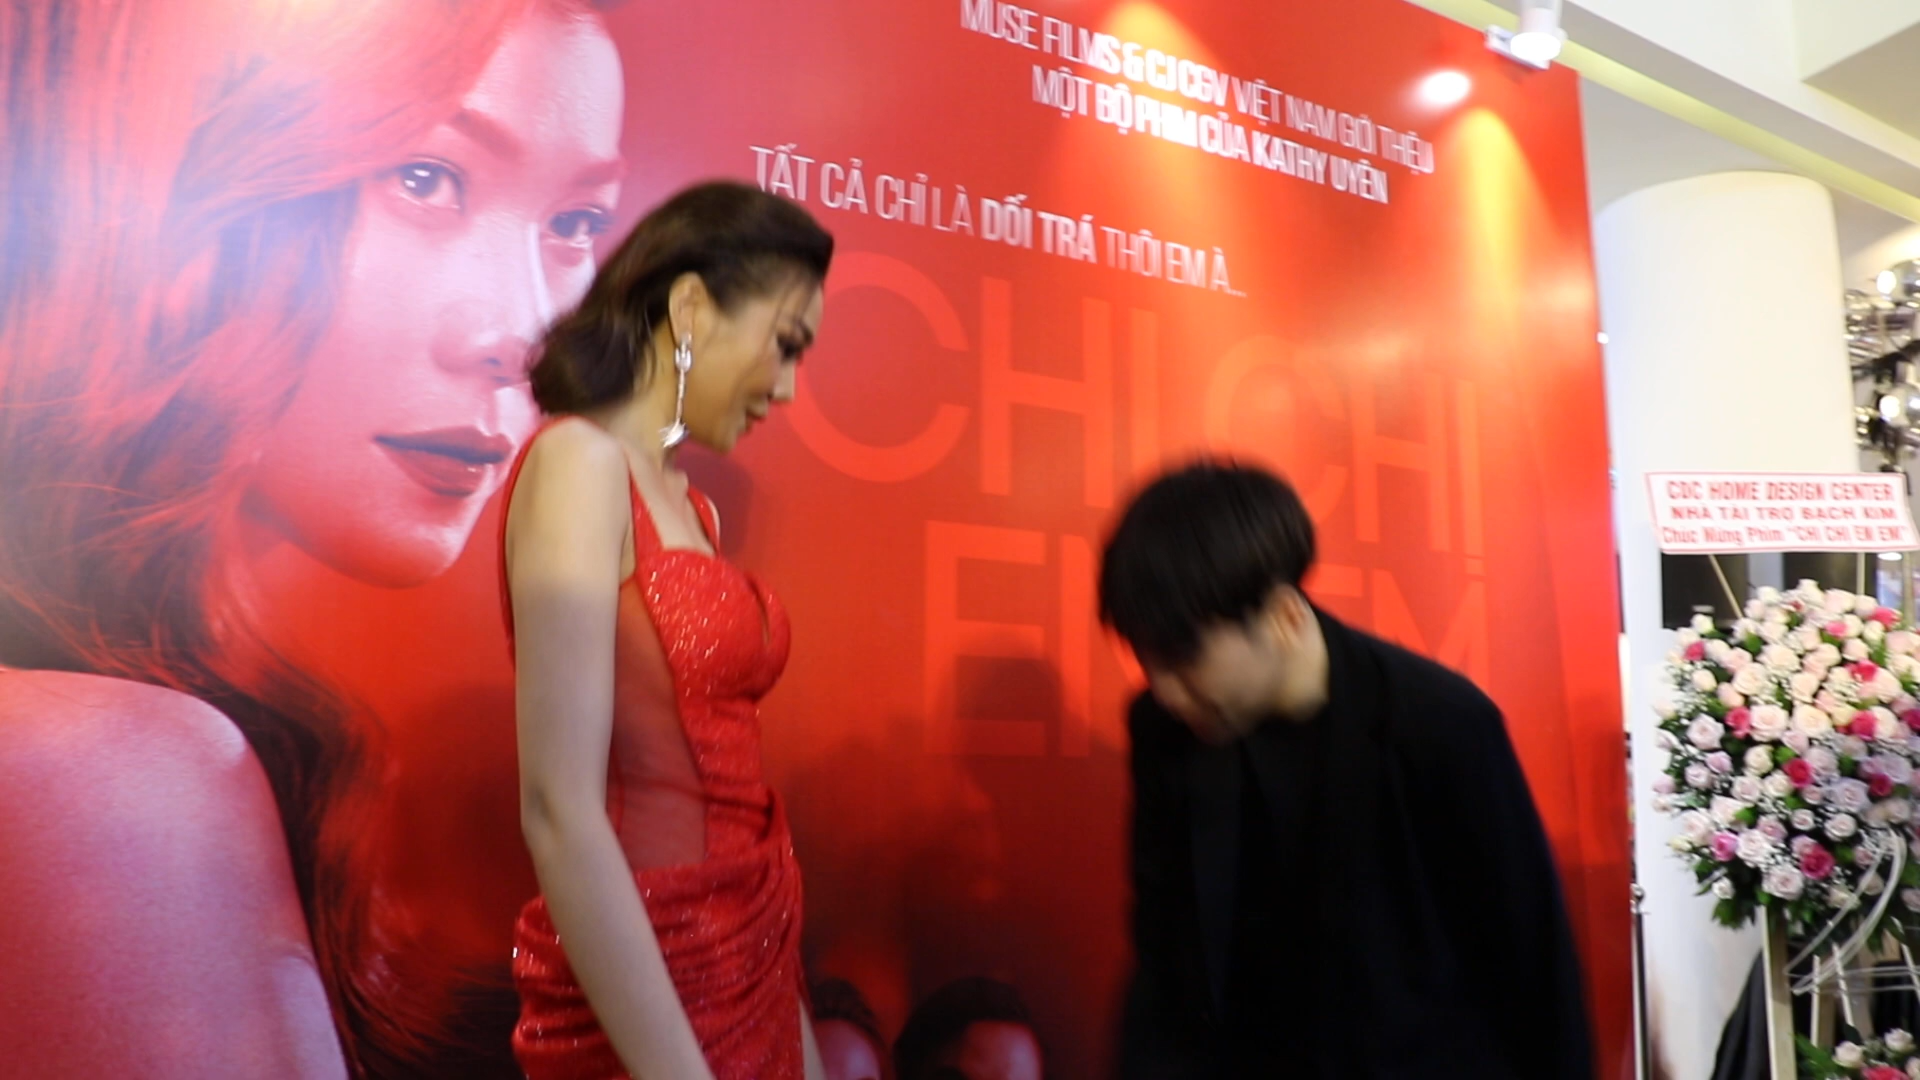 MUSE FILMS & CJ CGV VIỆT NAM GIỚI THIỆU
MỘT BỘ PHIM CỦA KATHY UYÊN
TẤT CẢ CHỈ LÀ DỐI TRÁ THÔI EM À...
CHỊ CHỊ
EM EM
CDC HOME DESIGN CENTER
NHÀ TÀI TRỢ BẠCH KIM
Chúc Mừng Phim "CHỊ CHỊ EM EM"